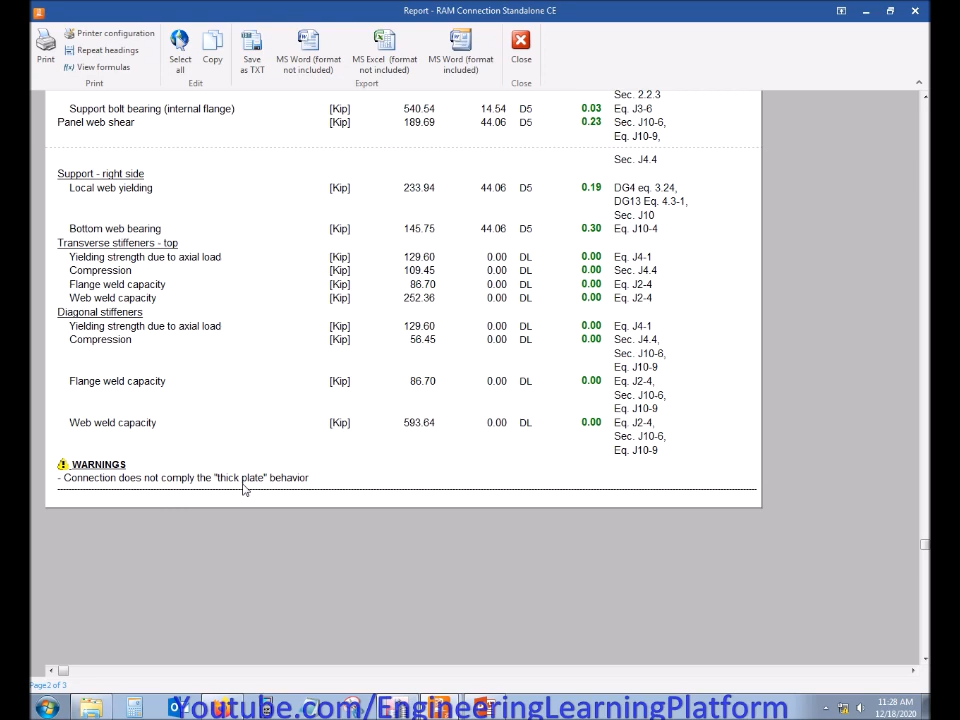 Report - RAM Connection Standalone CE
Print
Printer configuration
Repeat headings
f(x) View formulas
Print
Select all
Copy
Edit
Save as TXT
MS Word (format not included)
MS Excel (format not included)
MS Word (format included)
Export
Close
Close
Sec. 2.2.3
Support bolt bearing (internal flange) [Kip] 540.54 14.54 D5 0.03 Eq. J3-6
Panel web shear [Kip] 189.69 44.06 D5 0.23 Sec. J10-6,
Eq. J10-9,
Sec. J4.4
Support - right side
Local web yielding [Kip] 233.94 44.06 D5 0.19 DG4 eq. 3.24,
DG13 Eq. 4.3-1,
Sec. J10
Bottom web bearing [Kip] 145.75 44.06 D5 0.30 Eq. J10-4
Transverse stiffeners - top
Yielding strength due to axial load [Kip] 129.60 0.00 DL 0.00 Eq. J4-1
Compression [Kip] 109.45 0.00 DL 0.00 Sec. J4.4
Flange weld capacity [Kip] 86.70 0.00 DL 0.00 Eq. J2-4
Web weld capacity [Kip] 252.36 0.00 DL 0.00 Eq. J2-4
Diagonal stiffeners
Yielding strength due to axial load [Kip] 129.60 0.00 DL 0.00 Eq. J4-1
Compression [Kip] 56.45 0.00 DL 0.00 Sec. J4.4,
Sec. J10-6,
Eq. J10-9
Flange weld capacity [Kip] 86.70 0.00 DL 0.00 Eq. J2-4,
Sec. J10-6,
Eq. J10-9
Web weld capacity [Kip] 593.64 0.00 DL 0.00 Eq. J2-4,
Sec. J10-6,
Eq. J10-9
WARNINGS
- Connection does not comply the "thick plate" behavior
Page2 of 3
Youtube.com/EngineeringLearningPlatform
11:28 AM
12/18/2020